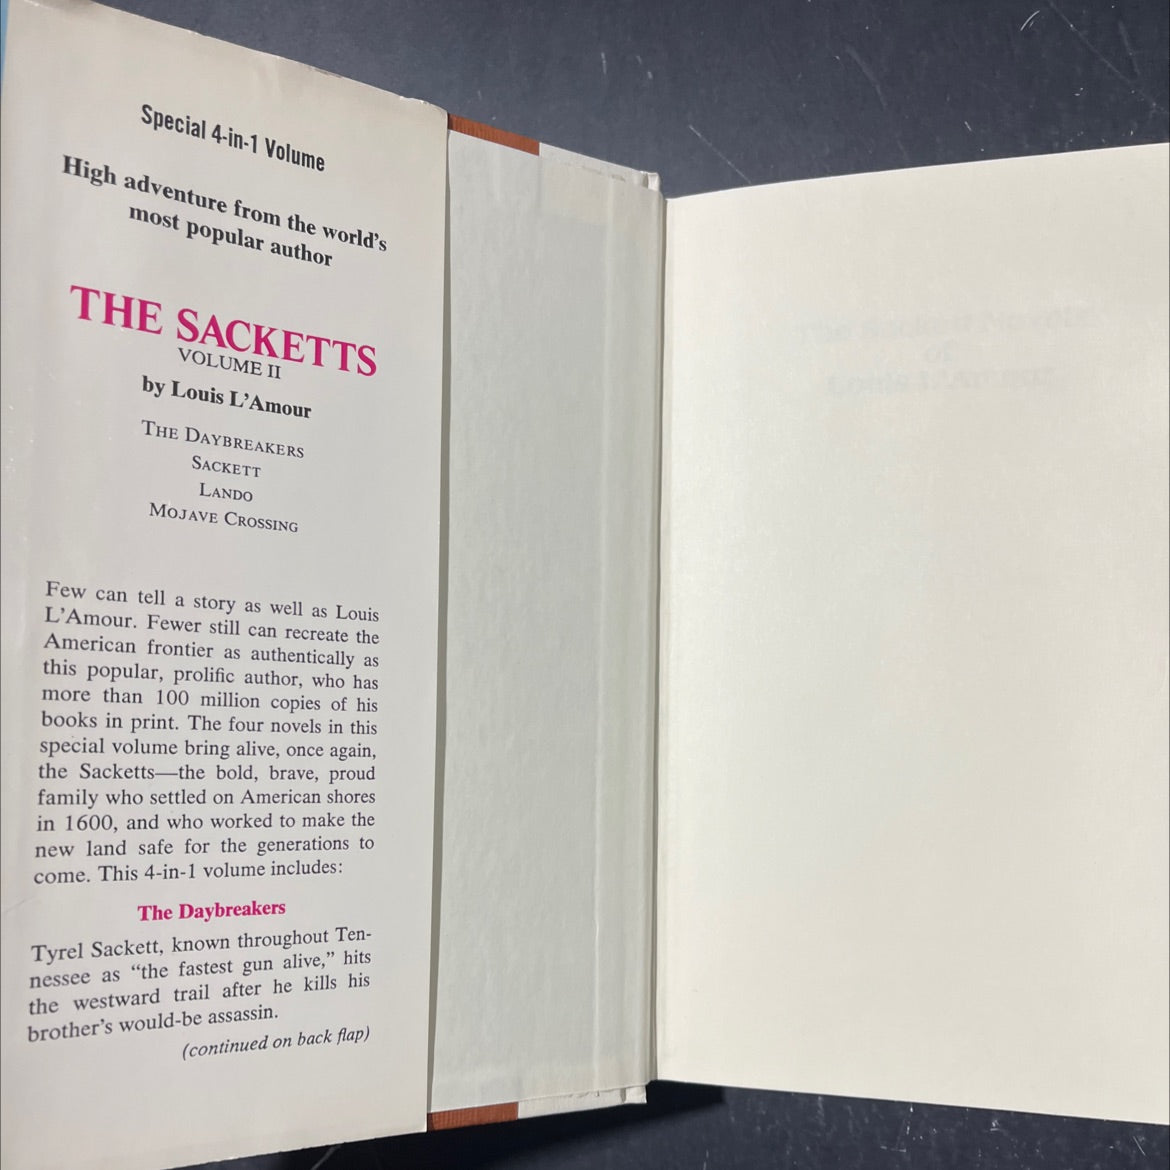 Special 4-in-1 Volume
High adventure from the world's
most popular author
THE SACKETTS
VOLUME II
by Louis L'Amour
THE DAYBREAKERS
SACKETT
LANDO
MOJAVE CROSSING
Few can tell a story as well as Louis
L'Amour. Fewer still can recreate the
American frontier as authentically as
this popular, prolific author, who has
more than 100 million copies of his
books in print. The four novels in this
special volume bring alive, once again,
the Sacketts—the bold, brave, proud
family who settled on American shores
in 1600, and who worked to make the
new land safe for the generations to
come. This 4-in-1 volume includes:
The Daybreakers
Tyrel Sackett, known throughout Ten-
nessee as “the fastest gun alive,” hits
the westward trail after he kills his
brother's would-be assassin.
(continued on back flap)